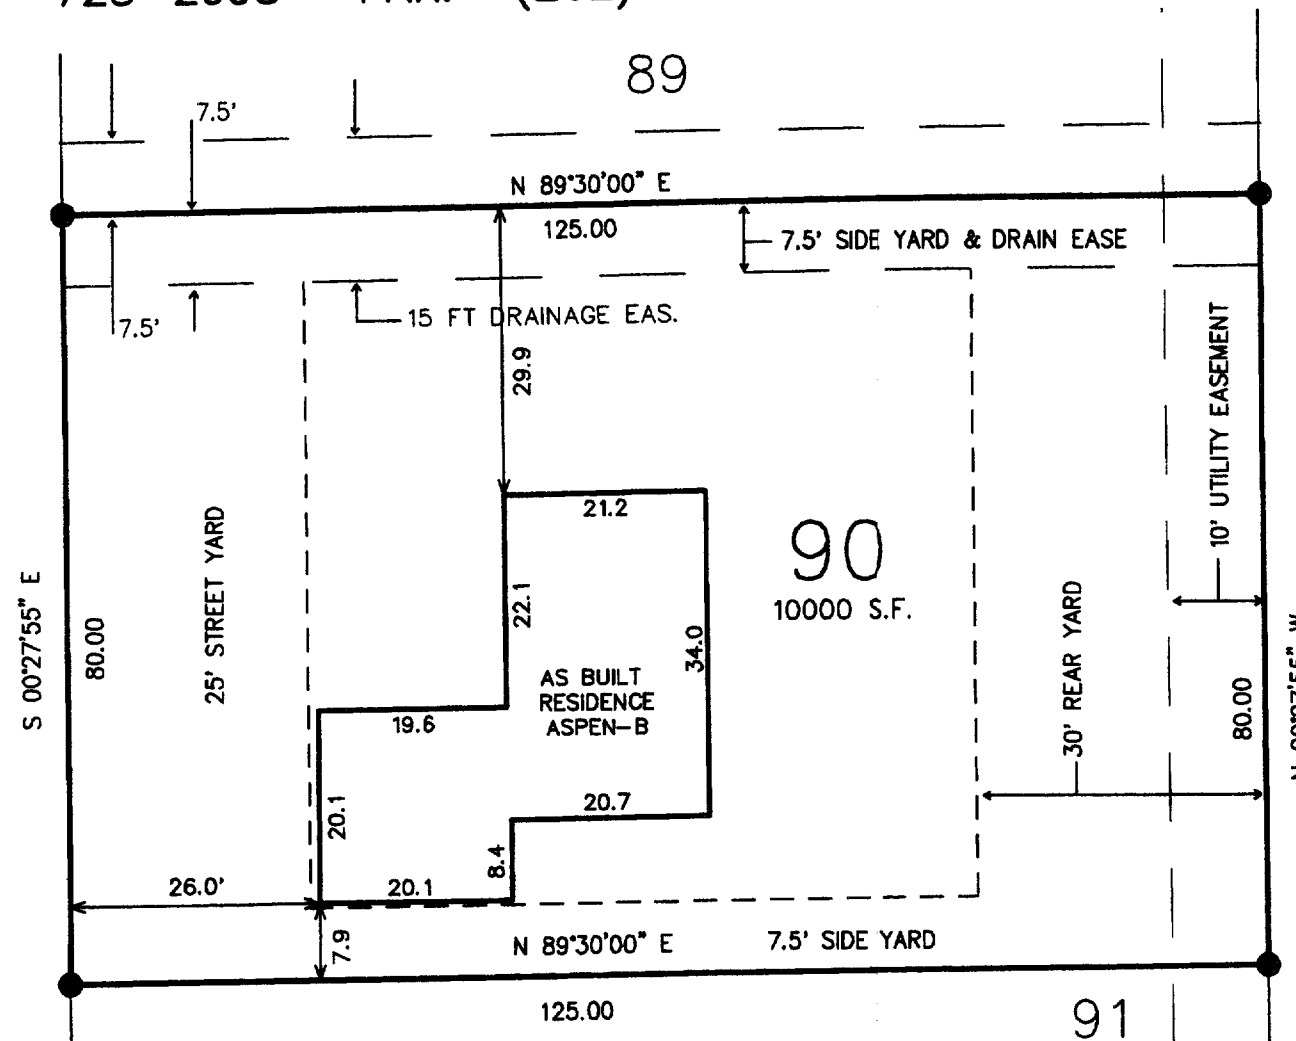 89
7.5'
N 89°30'00" E
125.00
7.5' SIDE YARD & DRAIN EASE
7.5'
15 FT DRAINAGE EAS.
29.9
10' UTILITY EASEMENT
21.2
25' STREET YARD
90
10000 S.F.
22.1
34.0
S 00°27'55" E
80.00
AS BUILT
RESIDENCE
ASPEN-B
30' REAR YARD
80.00
19.6
20.1
20.7
8.4
26.0'
20.1
7.9
N 89°30'00" E
7.5' SIDE YARD
125.00
91